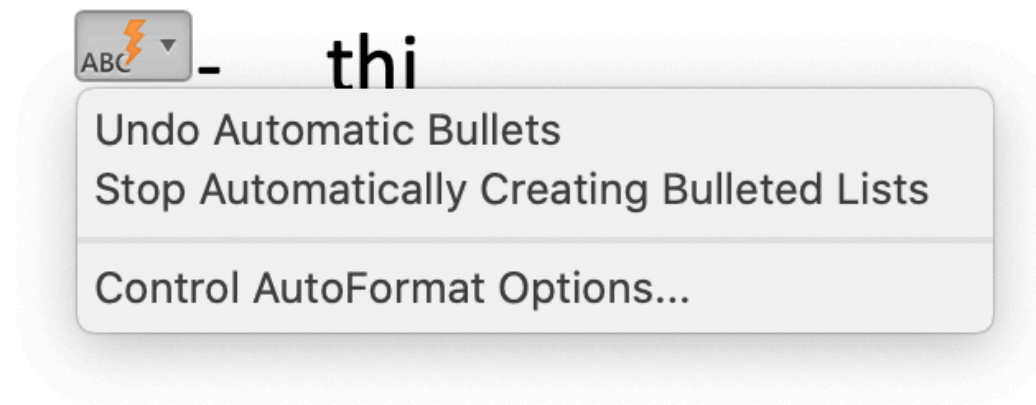 ABC - thi
Undo Automatic Bullets
Stop Automatically Creating Bulleted Lists
Control AutoFormat Options...